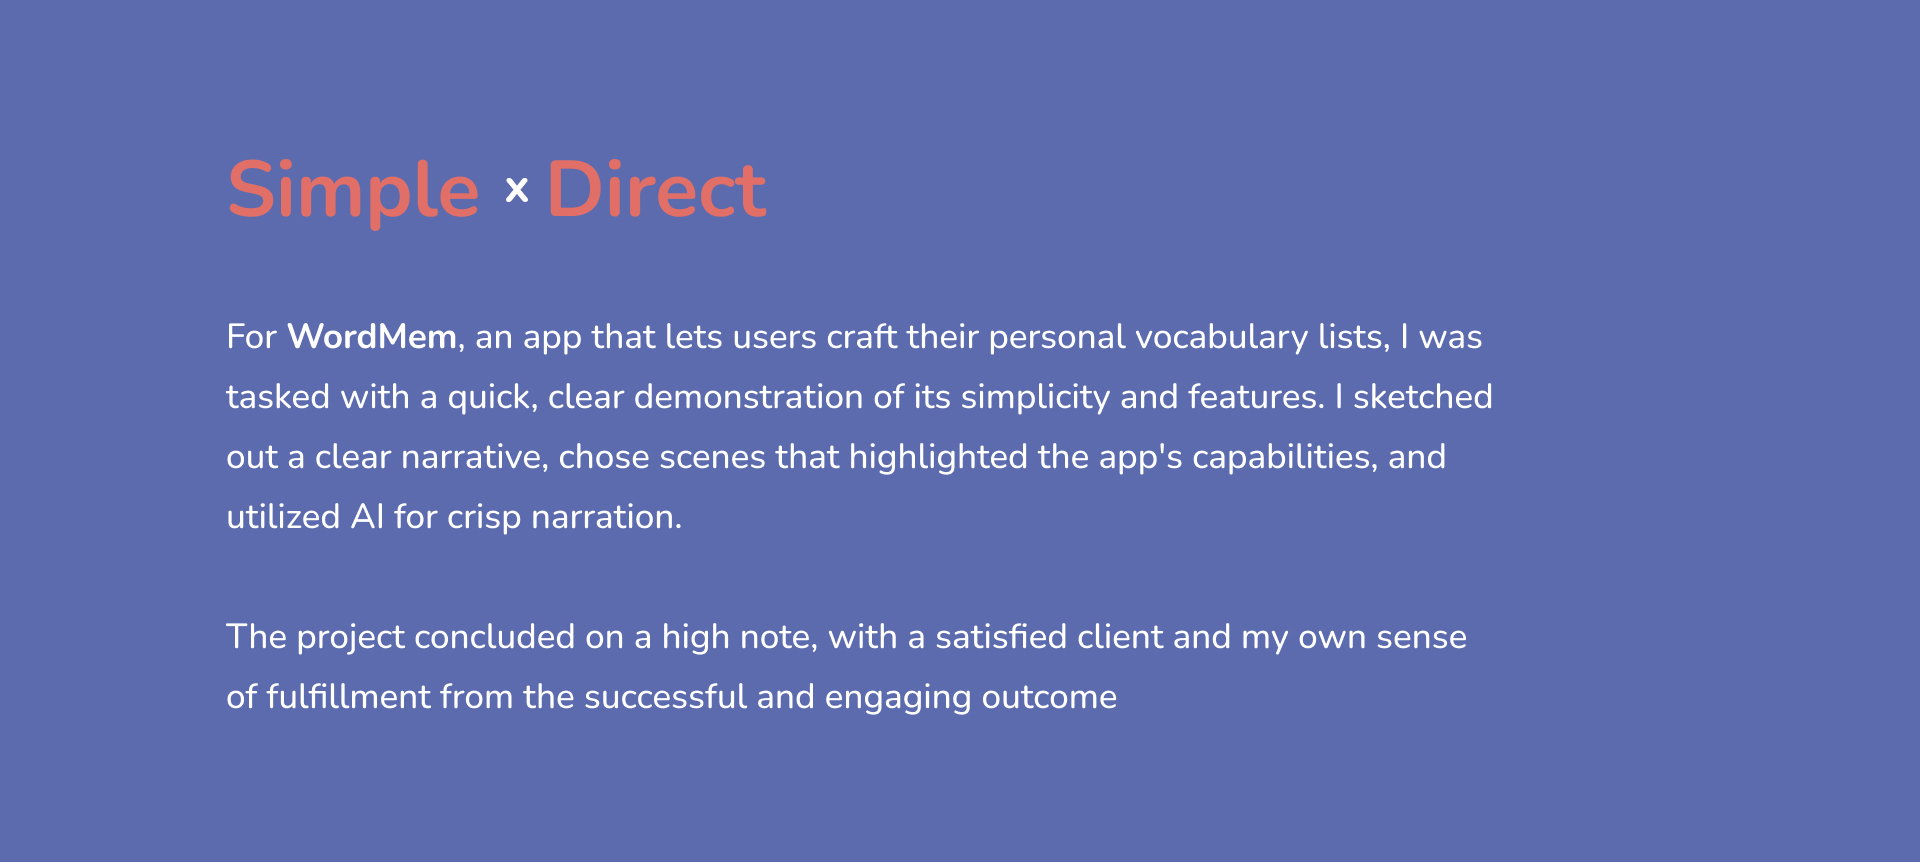 Simple x Direct
For WordMem, an app that lets users craft their personal vocabulary lists, I was
tasked with a quick, clear demonstration of its simplicity and features. I sketched
out a clear narrative, chose scenes that highlighted the app's capabilities, and
utilized AI for crisp narration.
The project concluded on a high note, with a satisfied client and my own sense
of fulfillment from the successful and engaging outcome